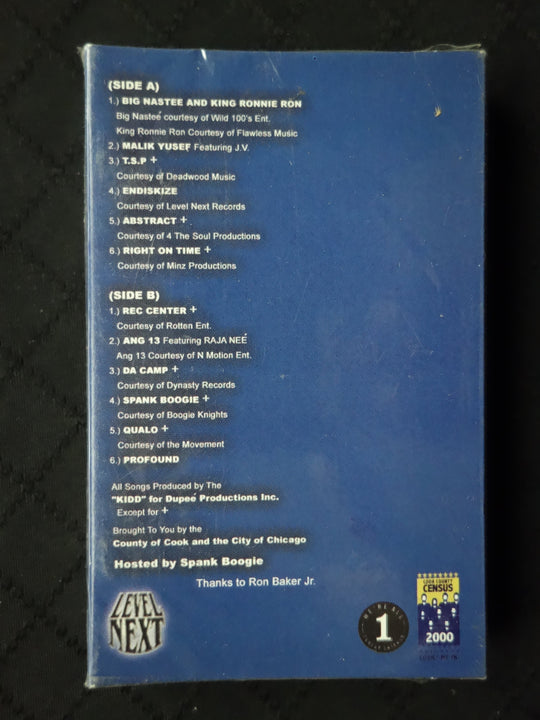 (SIDE A)
1.) BIG NASTEE AND KING RONNIE RON
Big Nasteé courtesy of Wild 100's Ent.
King Ronnie Ron Courtesy of Flawless Music
2.) MALIK YUSEF Featuring J.V.
3.) T.S.P +
Courtesy of Deadwood Music
4.) ENDISKIZE
Courtesy of Level Next Records
5.) ABSTRACT +
Courtesy of 4 The Soul Productions
6.) RIGHT ON TIME +
Courtesy of Minz Productions
(SIDE B)
1.) REC CENTER +
Courtesy of Rotten Ent.
2.) ANG 13 Featuring RAJA NEÉ
Ang 13 Courtesy of N Motion Ent.
3.) DA CAMP +
Courtesy of Dynasty Records
4.) SPANK BOOGIE +
Courtesy of Boogie Knights
5.) QUALO +
Courtesy of the Movement
6.) PROFOUND
All Songs Produced by The
"KIDD" for Dupeé Productions Inc.
Except for +
Brought To You by the
County of Cook and the City of Chicago
Hosted by Spank Boogie
Thanks to Ron Baker Jr.
LEVEL
NEXT
1
COOK COUNTY
CENSUS
2000